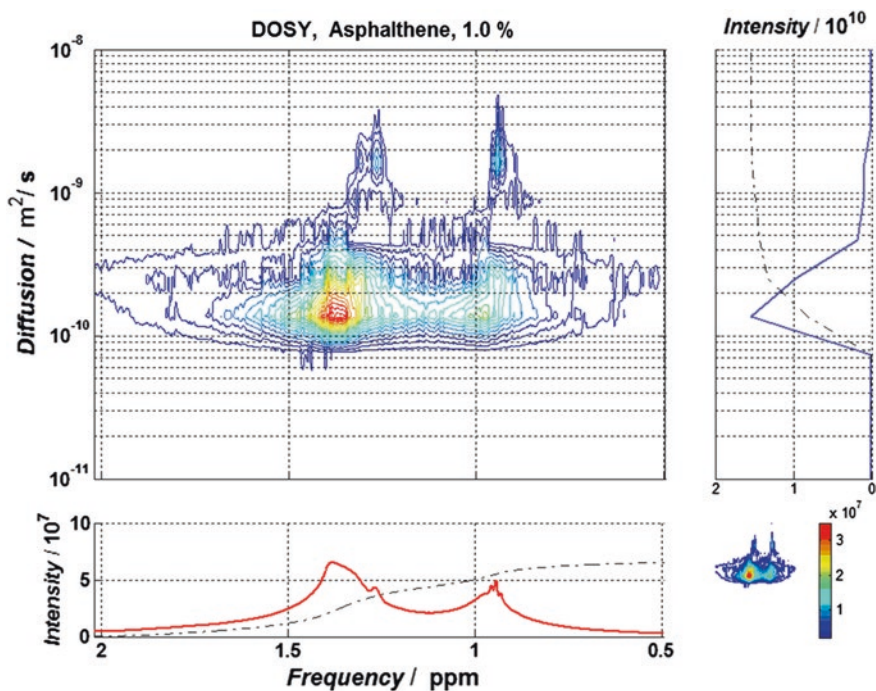 DOSY, Asphalthene, 1.0 %
Intensity / 10^10
10^-8
10^-9
10^-10
10^-11
Diffusion / m^2/ s
2 1 0
10
5
0
Intensity / 10^7
2 1.5 1 0.5
Frequency / ppm
x 10^7
3
2
1